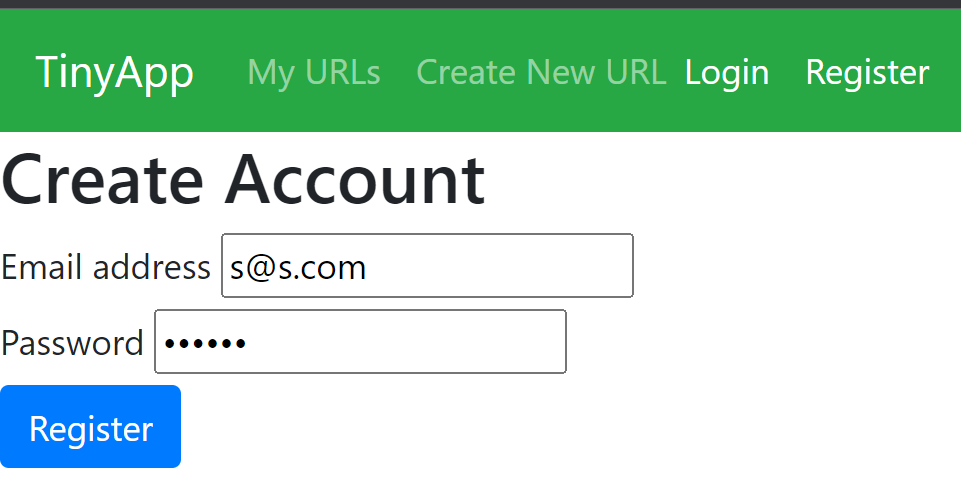 TinyApp My URLs Create New URL Login Register
Create Account
Email address s@s.com
Password ••••••
Register